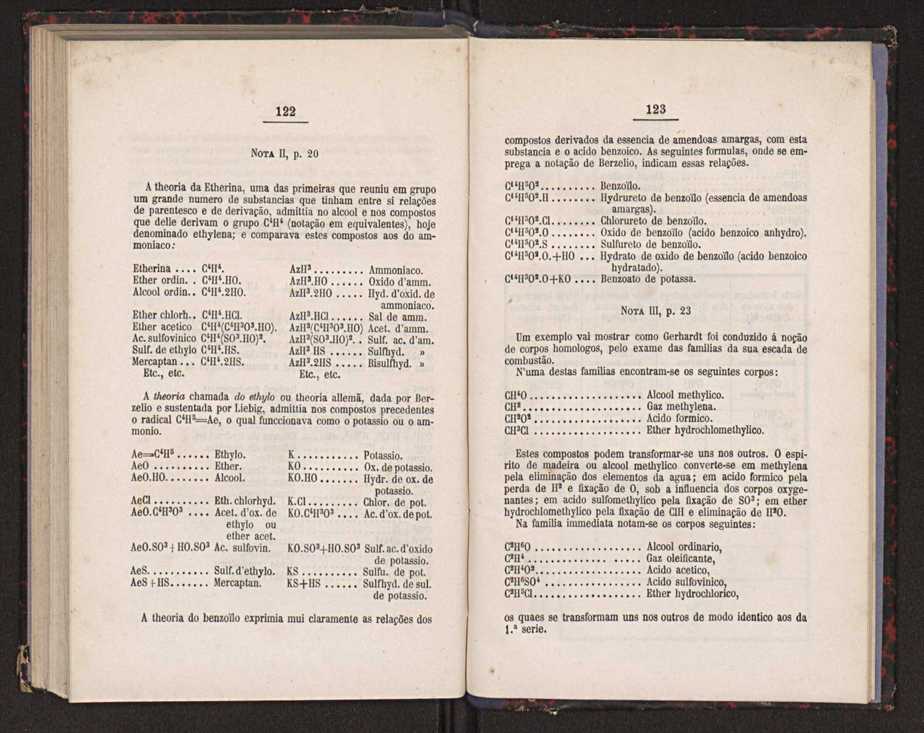 122
NOTA II, p. 20
A theoria da Etherina, uma das primeiras que reuniu em grupo
um grande numero de substancias que tinham entre si relações
de parentesco e de derivação, admittia no alcool e nos compostos
que delle derivam o grupo C⁴H⁴ (notação em equivalentes), hoje
denominado ethylena; e comparava estes compostos aos do am-
moniaco:
Etherina .... C⁴H⁴. AzH³ ......... Ammoniaco.
Ether ordin. . C⁴H⁴.HO. AzH³.HO ...... Oxido d'amm.
Alcool ordin.. C⁴H⁴.2HO. AzH³.2HO ..... Hyd. d'oxid. de
ammoniaco.
Ether chlorh.. C⁴H⁴.HCl. AzH³.HCl ...... Sal de amm.
Ether acetico C⁴H⁴(C⁴H³O³.HO). AzH³(C⁴H³O³.HO) Acet. d'amm.
Ac. sulfovinico C⁴H⁴(SO³.HO)². AzH³(SO³.HO)². . Sulf. ac. d'am.
Sulf. de ethylo C⁴H⁴.HS. AzH³ HS ...... Sulfhyd. »
Mercaptan ... C⁴H⁴.2HS. AzH³.2HS ..... Bisulfhyd. »
Etc., etc. Etc., etc.
A theoria chamada do ethylo ou theoria allemã, dada por Ber-
zelio e sustentada por Liebig, admittia nos compostos precedentes
o radical C⁴H⁵=Ae, o qual funccionava como o potassio ou o am-
monio.
Ae=C⁴H⁵ ...... Ethylo. K ........... Potassio.
AeO .......... Ether. KO .......... Ox. de potassio.
AeO.HO........ Alcool. KO.HO ....... Hydr. de ox. de
potassio.
AeCl .......... Eth. chlorhyd. K.Cl ......... Chlor. de pot.
AeO.C⁴H³O³ .... Acet. d'ox. de KO.C⁴H³O³ .... Ac. d'ox. de pot.
ethylo ou
ether acet.
AeO.SO³+HO.SO³ Ac. sulfovin. KO.SO³+HO.SO³ Sulf. ac. d'oxido
de potassio.
AeS........... Sulf. d'ethylo. KS .......... Sulfu. de pot.
AeS+HS....... Mercaptan. KS+HS ...... Sulfhyd. de sul.
de potassio.
A theoria do benzoïlo exprimia mui claramente as relações dos
123
compostos derivados da essencia de amendoas amargas, com esta
substancia e o acido benzoico. As seguintes formulas, onde se em-
prega a notação de Berzelio, indicam essas relações.
C¹⁴H⁵O².......... Benzoïlo.
C¹⁴H⁵O².H ........ Hydrureto de benzoïlo (essencia de amendoas
amargas).
C¹⁴H⁵O².Cl........ Chlorureto de benzoïlo.
C¹⁴H⁵O².O ........ Oxido de benzoïlo (acido benzoico anhydro).
C¹⁴H⁵O².S ........ Sulfureto de benzoïlo.
C¹⁴H⁵O².O.+HO ... Hydrato de oxido de benzoïlo (acido benzoico
hydratado).
C¹⁴H⁵O².O+KO .... Benzoato de potassa.
NOTA III, p. 23
Um exemplo vai mostrar como Gerhardt foi conduzido á noção
de corpos homologos, pelo exame das familias da sua escada de
combustão.
N'uma destas familias encontram-se os seguintes corpos:
CH⁴O ................... Alcool methylico.
CH².................... Gaz methylena.
CH²O² .................. Acido formico.
CH³Cl .................. Ether hydrochlomethylico.
Estes compostos podem transformar-se uns nos outros. O espi-
rito de madeira ou alcool methylico converte-se em methylena
pela eliminação dos elementos da agua; em acido formico pela
perda de H² e fixação de O, sob a influencia dos corpos oxyge-
nantes; em acido sulfomethylico pela fixação de SO³; em ether
hydrochlomethylico pela fixação de ClH e eliminação de H²O.
Na familia immediata notam-se os corpos seguintes:
C²H⁶O .................. Alcool ordinario,
C²H⁴ ................... Gaz oleificante,
C²H⁴O².................. Acido acetico,
C²H⁶SO⁴ ................ Acido sulfovinico,
C²H⁵Cl.................. Ether hydrochlorico,
os quaes se transformam uns nos outros de modo identico aos da
1.ª serie.